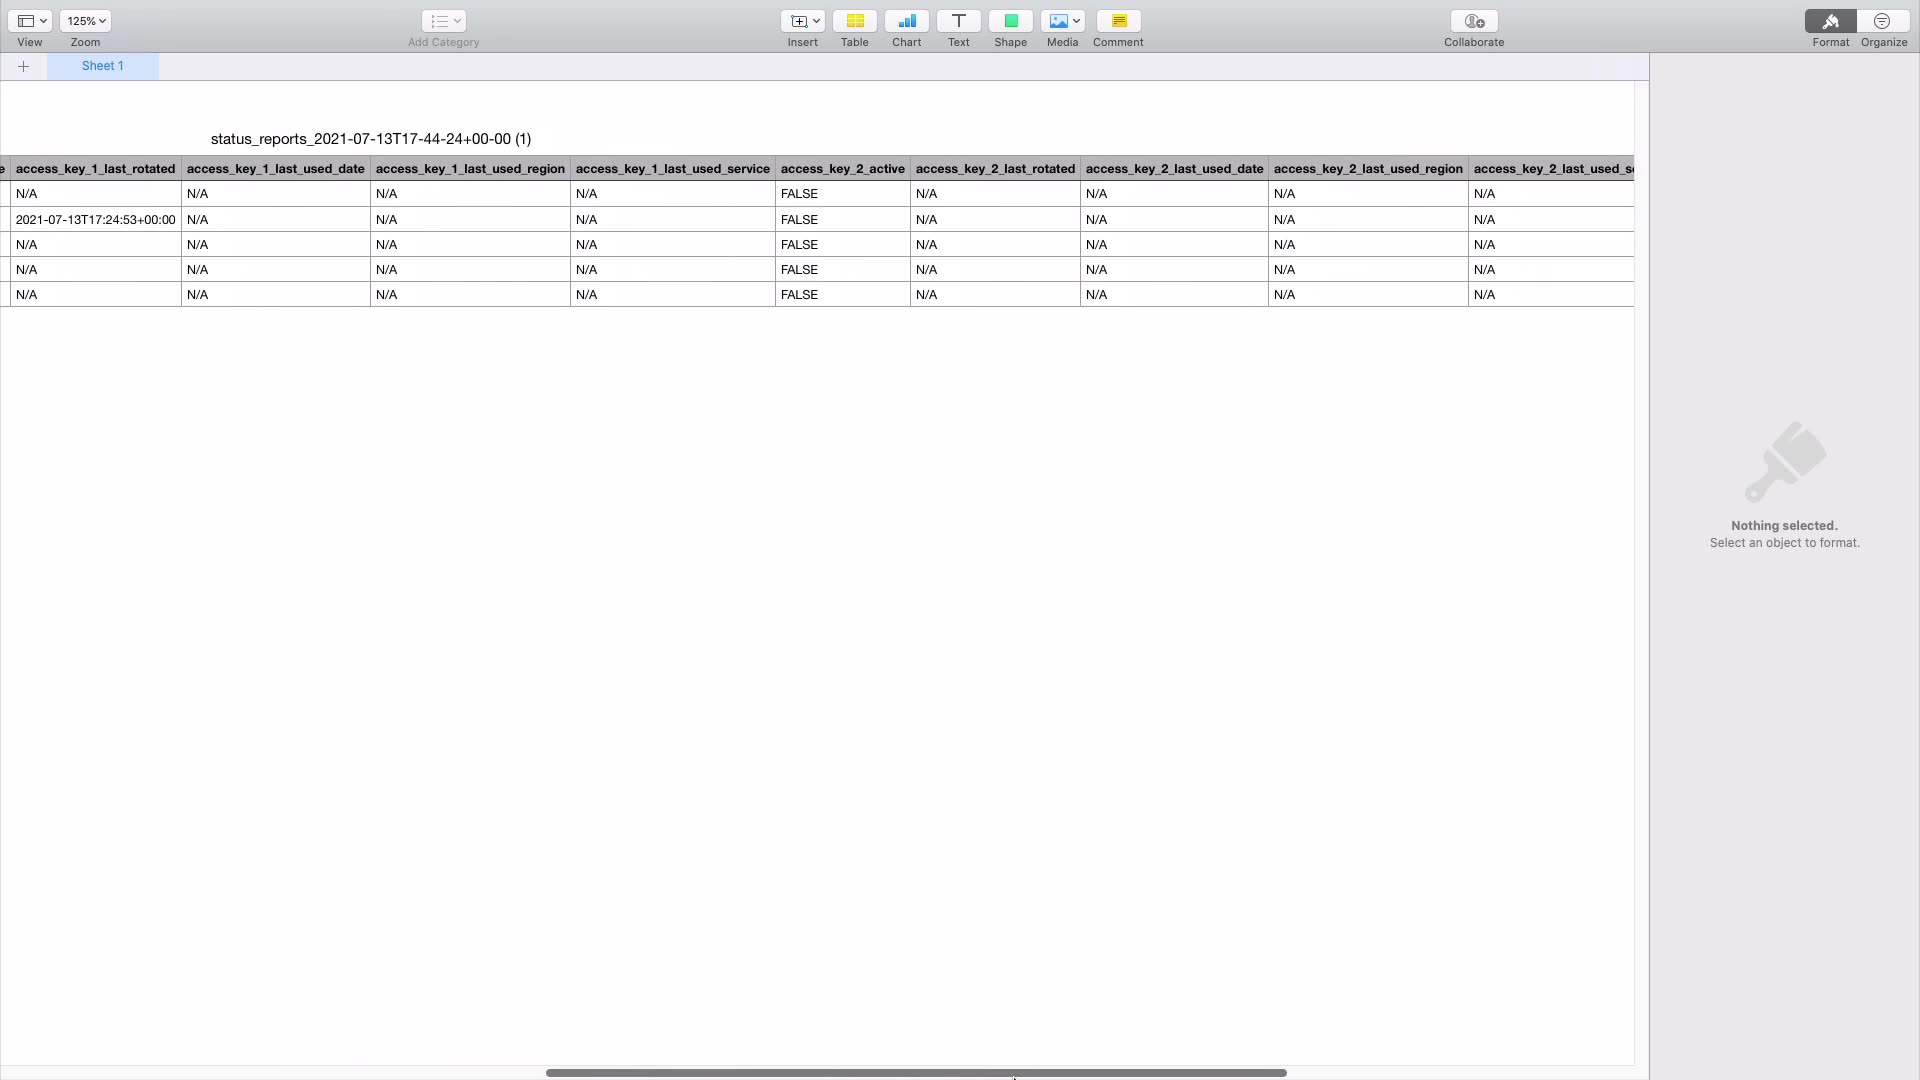 125%
View Zoom Add Category Insert Table Chart Text Shape Media Comment Collaborate Format Organize
Sheet 1
status_reports_2021-07-13T17-44-24+00-00 (1)
e access_key_1_last_rotated access_key_1_last_used_date access_key_1_last_used_region access_key_1_last_used_service access_key_2_active access_key_2_last_rotated access_key_2_last_used_date access_key_2_last_used_region access_key_2_last_used_s
N/A N/A N/A N/A FALSE N/A N/A N/A N/A
2021-07-13T17:24:53+00:00 N/A N/A N/A FALSE N/A N/A N/A N/A
N/A N/A N/A N/A FALSE N/A N/A N/A N/A
N/A N/A N/A N/A FALSE N/A N/A N/A N/A
N/A N/A N/A N/A FALSE N/A N/A N/A N/A
Nothing selected.
Select an object to format.